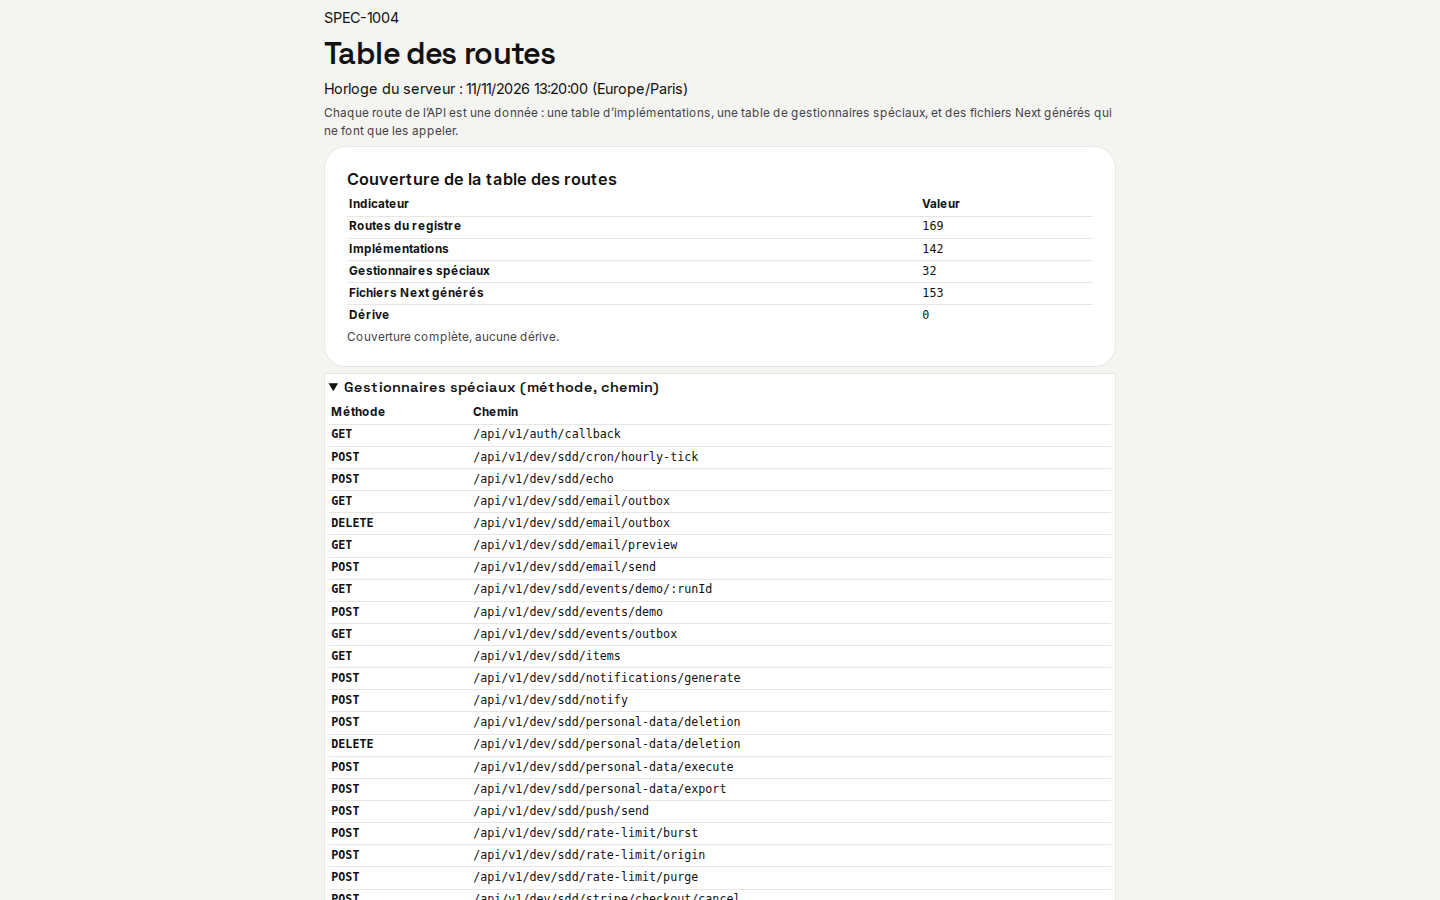 SPEC-1004
Table des routes
Horloge du serveur : 11/11/2026 13:20:00 (Europe/Paris)
Chaque route de l’API est une donnée : une table d’implémentations, une table de gestionnaires spéciaux, et des fichiers Next générés qui
ne font que les appeler.
Couverture de la table des routes
Indicateur Valeur
Routes du registre 169
Implémentations 142
Gestionnaires spéciaux 32
Fichiers Next générés 153
Dérive 0
Couverture complète, aucune dérive.
▼ Gestionnaires spéciaux (méthode, chemin)
Méthode Chemin
GET /api/v1/auth/callback
POST /api/v1/dev/sdd/cron/hourly-tick
POST /api/v1/dev/sdd/echo
GET /api/v1/dev/sdd/email/outbox
DELETE /api/v1/dev/sdd/email/outbox
GET /api/v1/dev/sdd/email/preview
POST /api/v1/dev/sdd/email/send
GET /api/v1/dev/sdd/events/demo/:runId
POST /api/v1/dev/sdd/events/demo
GET /api/v1/dev/sdd/events/outbox
GET /api/v1/dev/sdd/items
POST /api/v1/dev/sdd/notifications/generate
POST /api/v1/dev/sdd/notify
POST /api/v1/dev/sdd/personal-data/deletion
DELETE /api/v1/dev/sdd/personal-data/deletion
POST /api/v1/dev/sdd/personal-data/execute
POST /api/v1/dev/sdd/personal-data/export
POST /api/v1/dev/sdd/push/send
POST /api/v1/dev/sdd/rate-limit/burst
POST /api/v1/dev/sdd/rate-limit/origin
POST /api/v1/dev/sdd/rate-limit/purge
POST /api/v1/dev/sdd/stripe/checkout/cancel